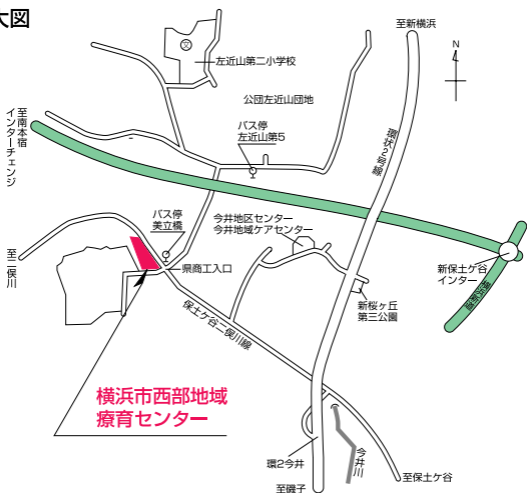 大図
至新横浜
N
文
左近山第二小学校
公団左近山団地
至南本宿
インターチェンジ
バス停
左近山第5
環状2号線
バス停
美立橋
今井地区センター
今井地域ケアセンター
至二俣川
県商工入口
新保土ケ谷
インター
新桜ヶ丘
第三公園
横浜新道
保土ケ谷二俣川線
横浜市西部地域
療育センター
環2今井
今井川
至保土ケ谷
至磯子